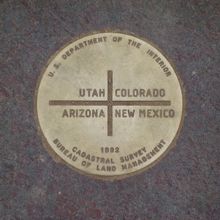 U.S. DEPARTMENT OF THE INTERIOR
UTAH COLORADO
ARIZONA NEW MEXICO
1992
CADASTRAL SURVEY
BUREAU OF LAND MANAGEMENT